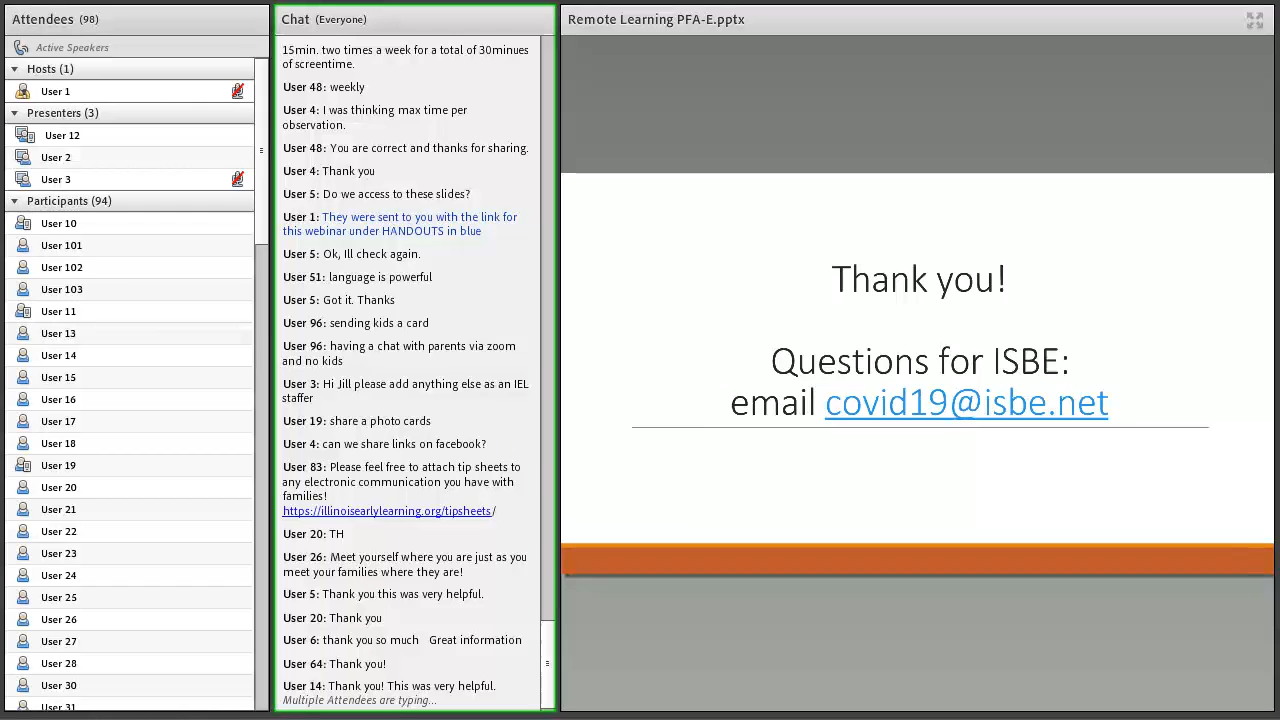 Attendees (98)
Active Speakers
Hosts (1)
User 1
Presenters (3)
User 12
User 2
User 3
Participants (94)
User 10
User 101
User 102
User 103
User 11
User 13
User 14
User 15
User 16
User 17
User 18
User 19
User 20
User 21
User 22
User 23
User 24
User 25
User 26
User 27
User 28
User 30
User 31
Chat (Everyone)
15min. two times a week for a total of 30minues
of screentime.
User 48: weekly
User 4: I was thinking max time per
observation.
User 48: You are correct and thanks for sharing.
User 4: Thank you
User 5: Do we access to these slides?
User 1: They were sent to you with the link for
this webinar under HANDOUTS in blue
User 5: Ok, Ill check again.
User 51: language is powerful
User 5: Got it. Thanks
User 96: sending kids a card
User 96: having a chat with parents via zoom
and no kids
User 3: Hi Jill please add anything else as an IEL
staffer
User 19: share a photo cards
User 4: can we share links on facebook?
User 83: Please feel free to attach tip sheets to
any electronic communication you have with
families!
https://illinoisearlylearning.org/tipsheets/
User 20: TH
User 26: Meet yourself where you are just as you
meet your families where they are!
User 5: Thank you this was very helpful.
User 20: Thank you
User 6: thank you so much Great information
User 64: Thank you!
User 14: Thank you! This was very helpful.
Multiple Attendees are typing...
Remote Learning PFA-E.pptx
Thank you!
Questions for ISBE:
email covid19@isbe.net